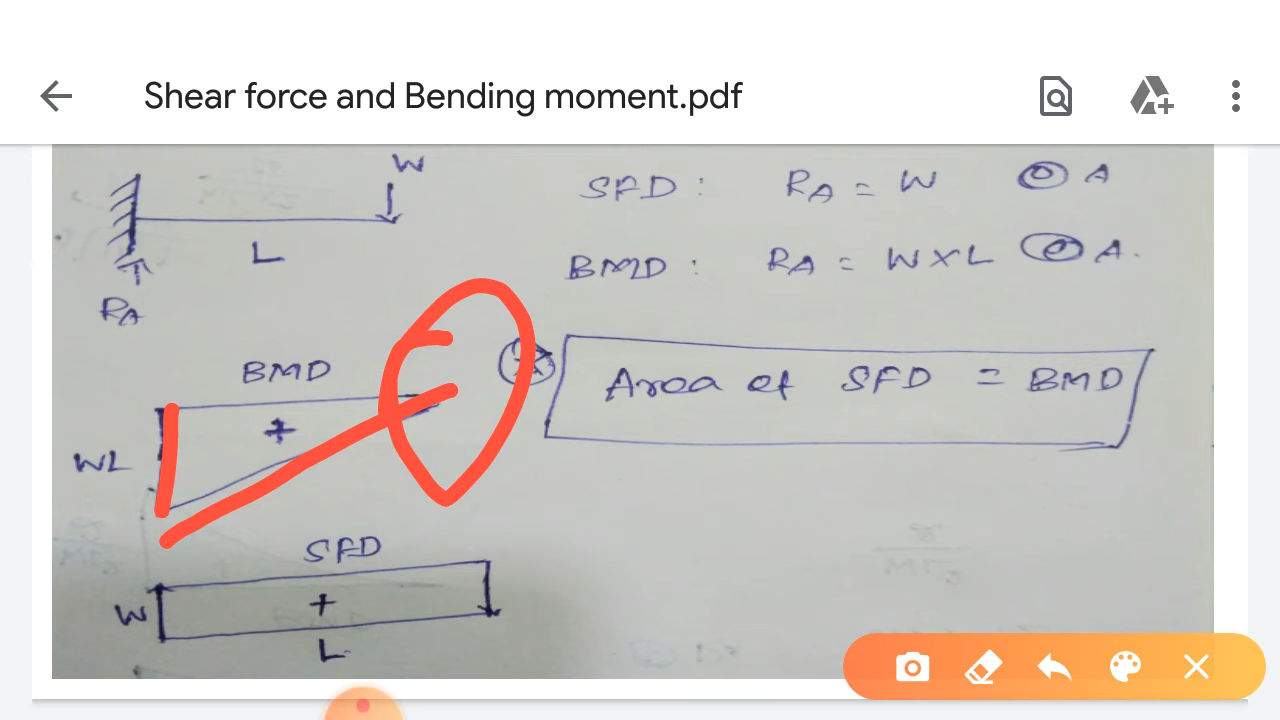 Shear force and Bending moment.pdf
W
SFD : RA = W @ A
L
BMD : RA = W×L @ A.
RA
BMD
Area of SFD = BMD
+
WL
SFD
W
+
L